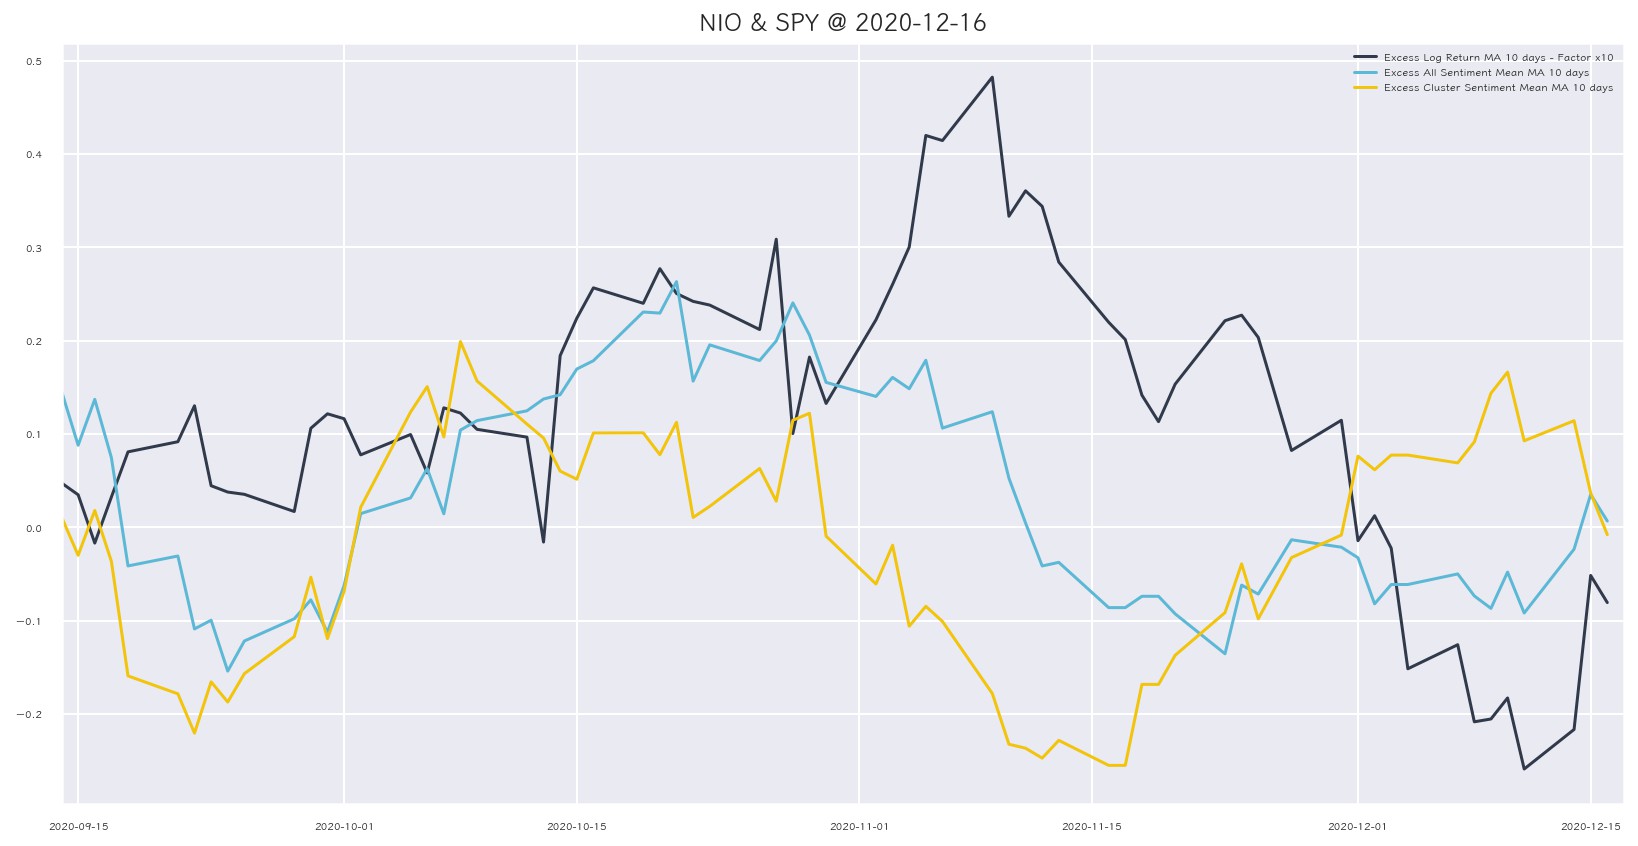 NIO & SPY @ 2020-12-16
0.5
0.4
0.3
0.2
0.1
0.0
−0.1
−0.2
Excess Log Return MA 10 days - Factor x10
Excess All Sentiment Mean MA 10 days
Excess Cluster Sentiment Mean MA 10 days
2020-09-15 2020-10-01 2020-10-15 2020-11-01 2020-11-15 2020-12-01 2020-12-15